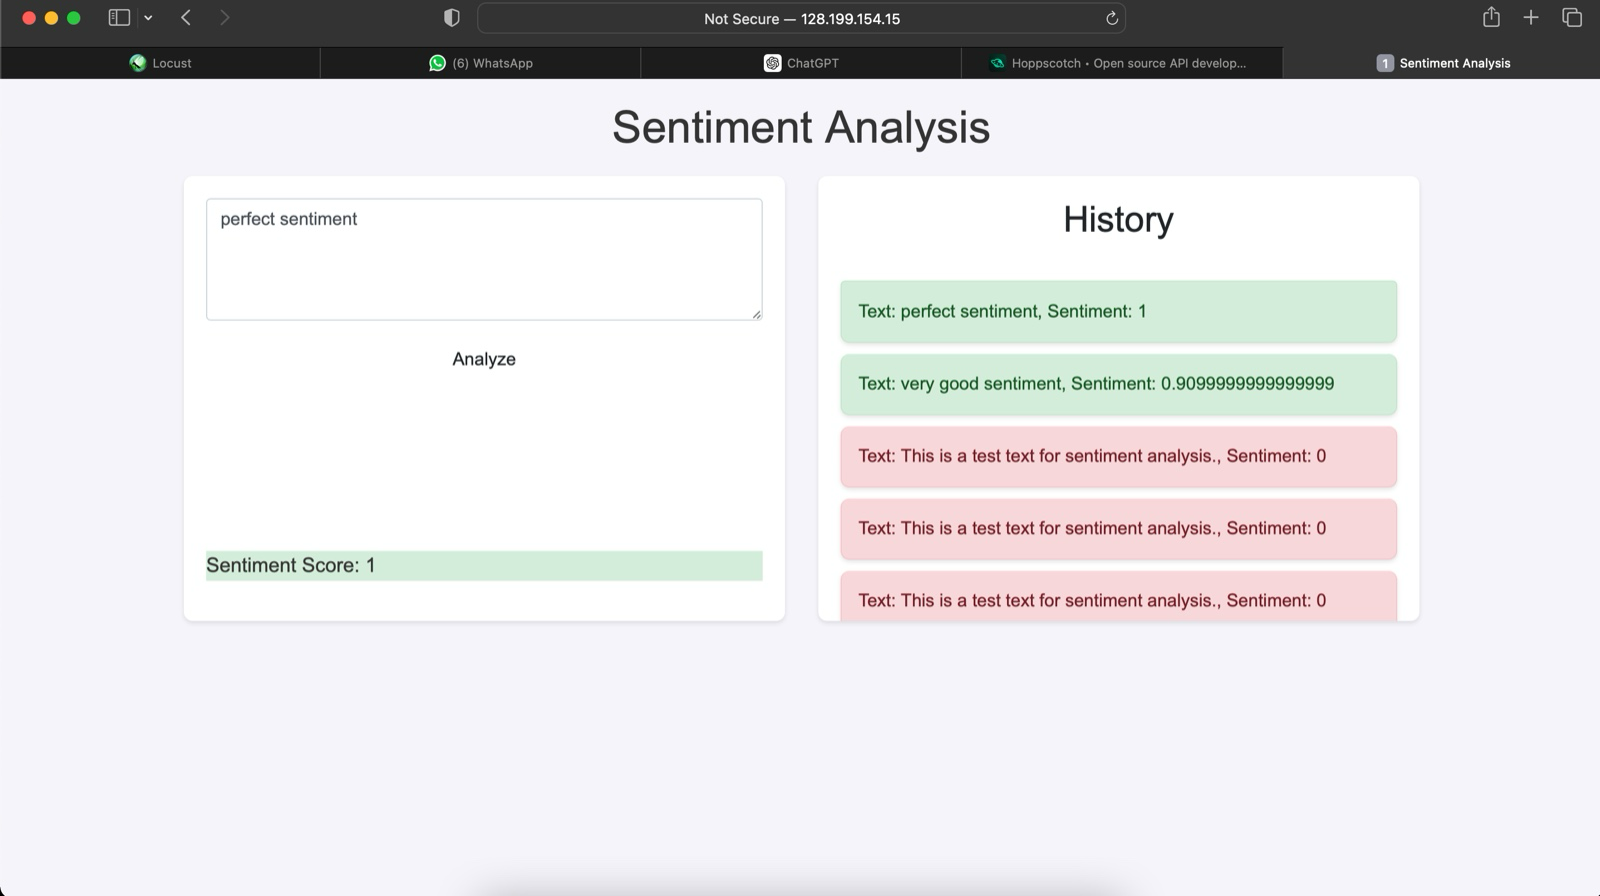 Not Secure — 128.199.154.15
Locust
(6) WhatsApp
ChatGPT
Hoppscotch • Open source API develop...
1 Sentiment Analysis
Sentiment Analysis
perfect sentiment
Analyze
Sentiment Score: 1
History
Text: perfect sentiment, Sentiment: 1
Text: very good sentiment, Sentiment: 0.9099999999999999
Text: This is a test text for sentiment analysis., Sentiment: 0
Text: This is a test text for sentiment analysis., Sentiment: 0
Text: This is a test text for sentiment analysis., Sentiment: 0